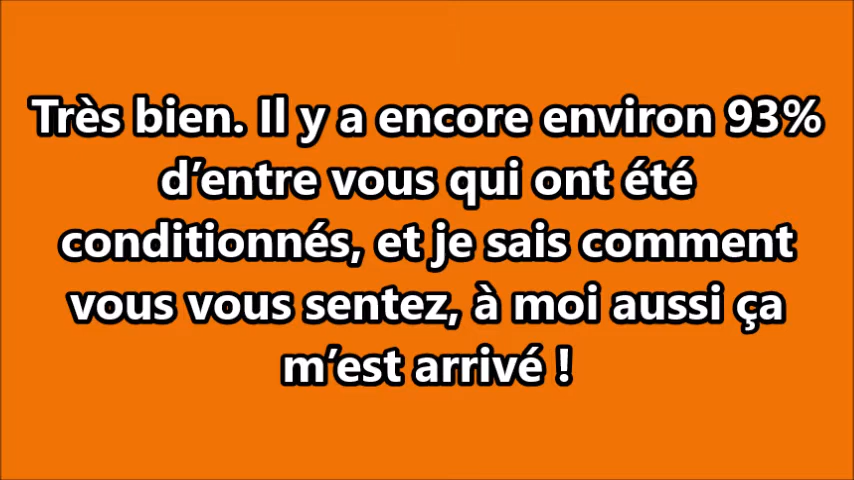 Très bien. Il y a encore environ 93%
d’entre vous qui ont été
conditionnés, et je sais comment
vous vous sentez, à moi aussi ça
m’est arrivé !